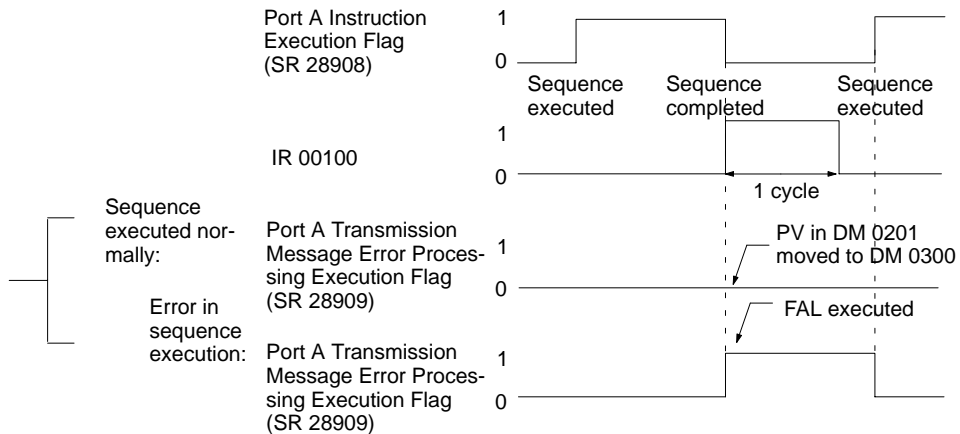 Port A Instruction
Execution Flag
(SR 28908)
1
0
Sequence
executed
Sequence
completed
Sequence
executed
IR 00100
1
0
1 cycle
Sequence
executed nor-
mally:
Port A Transmission
Message Error Proces-
sing Execution Flag
(SR 28909)
1
0
PV in DM 0201
moved to DM 0300
Error in
sequence
execution:
Port A Transmission
Message Error Proces-
sing Execution Flag
(SR 28909)
1
0
FAL executed